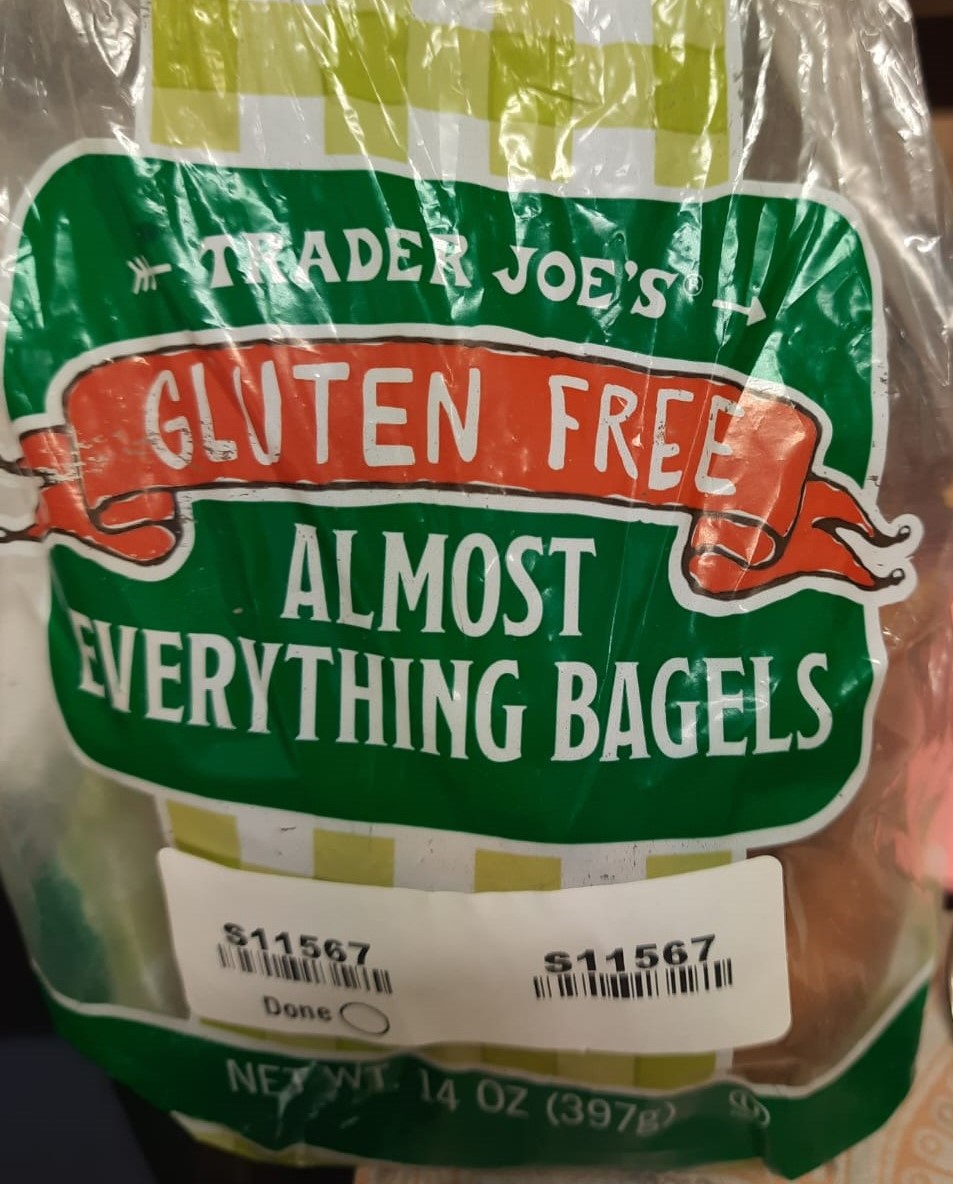 TRADER JOE'S®
GLUTEN FREE
ALMOST
EVERYTHING BAGELS
S11567
S11567
Done
NET WT. 14 OZ (397g)